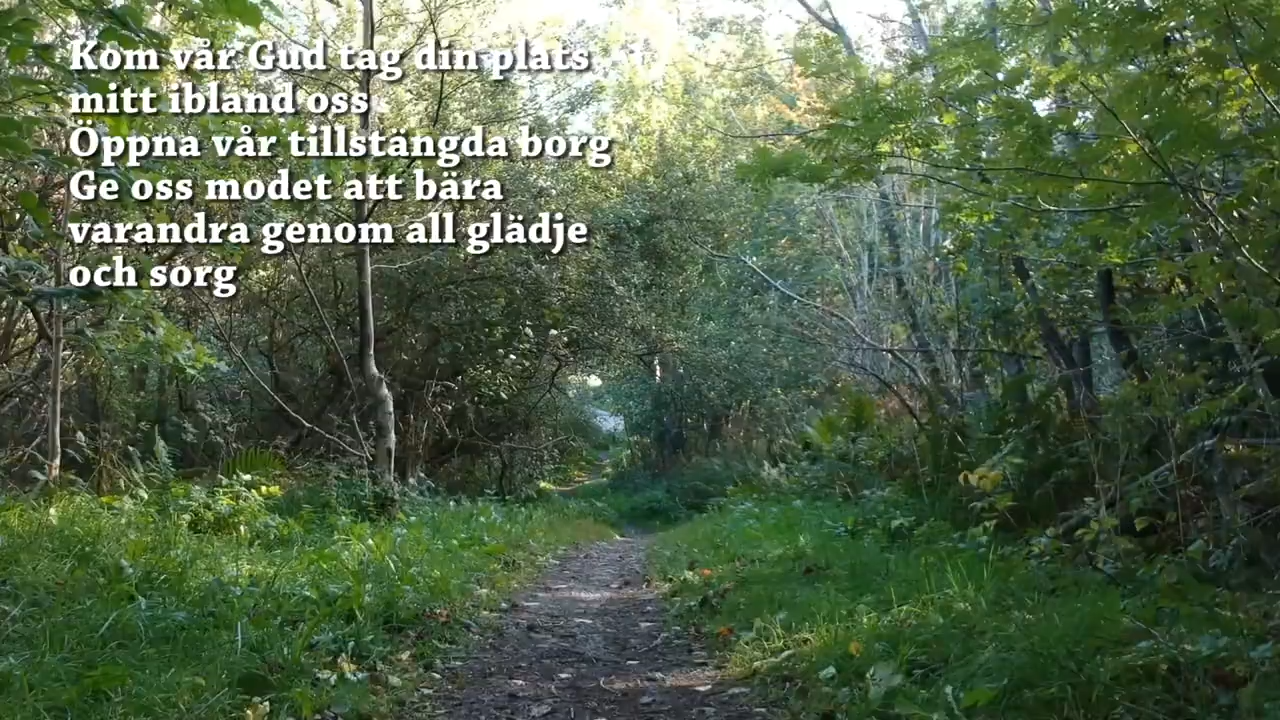 Kom vår Gud tag din plats
mitt ibland oss
Öppna vår tillstängda borg
Ge oss modet att bära
varandra genom all glädje
och sorg